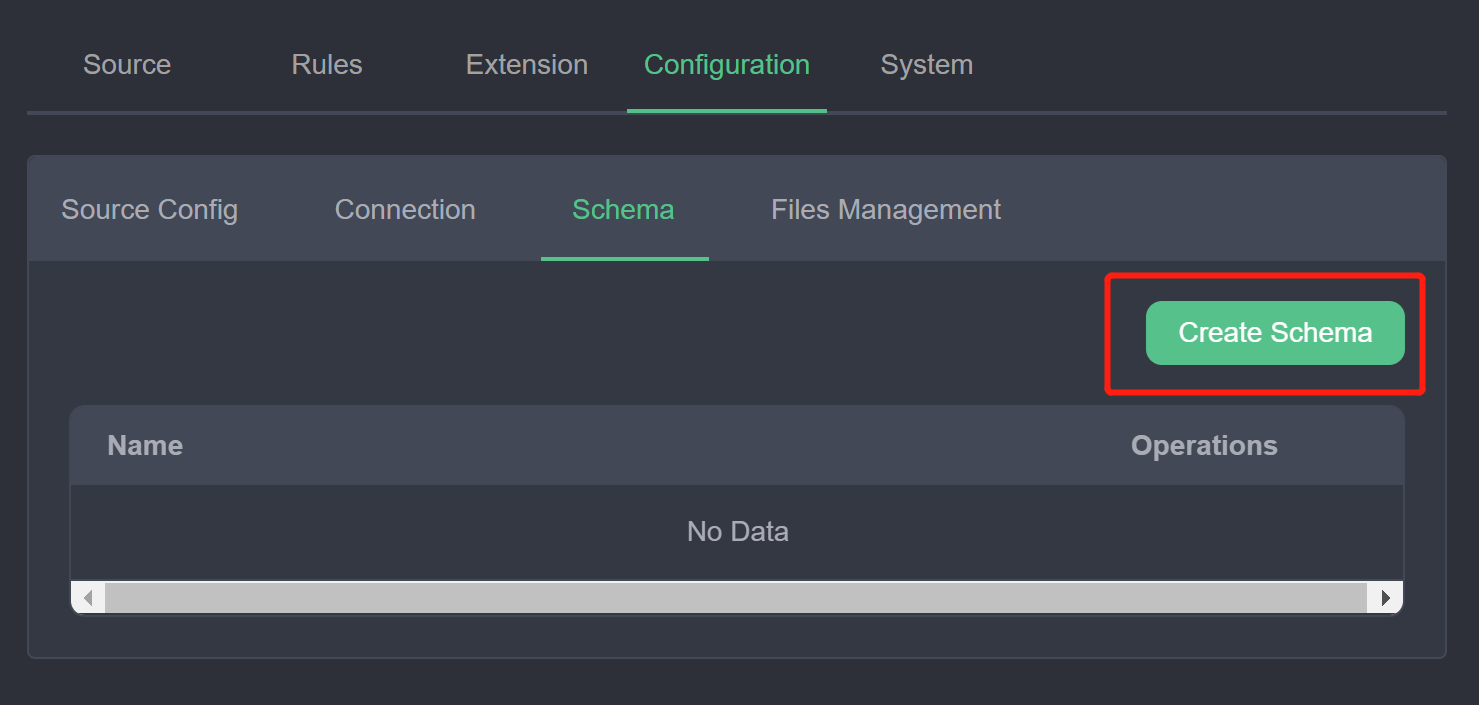 Source Rules Extension Configuration System
Source Config Connection Schema Files Management
Create Schema
Name Operations
No Data